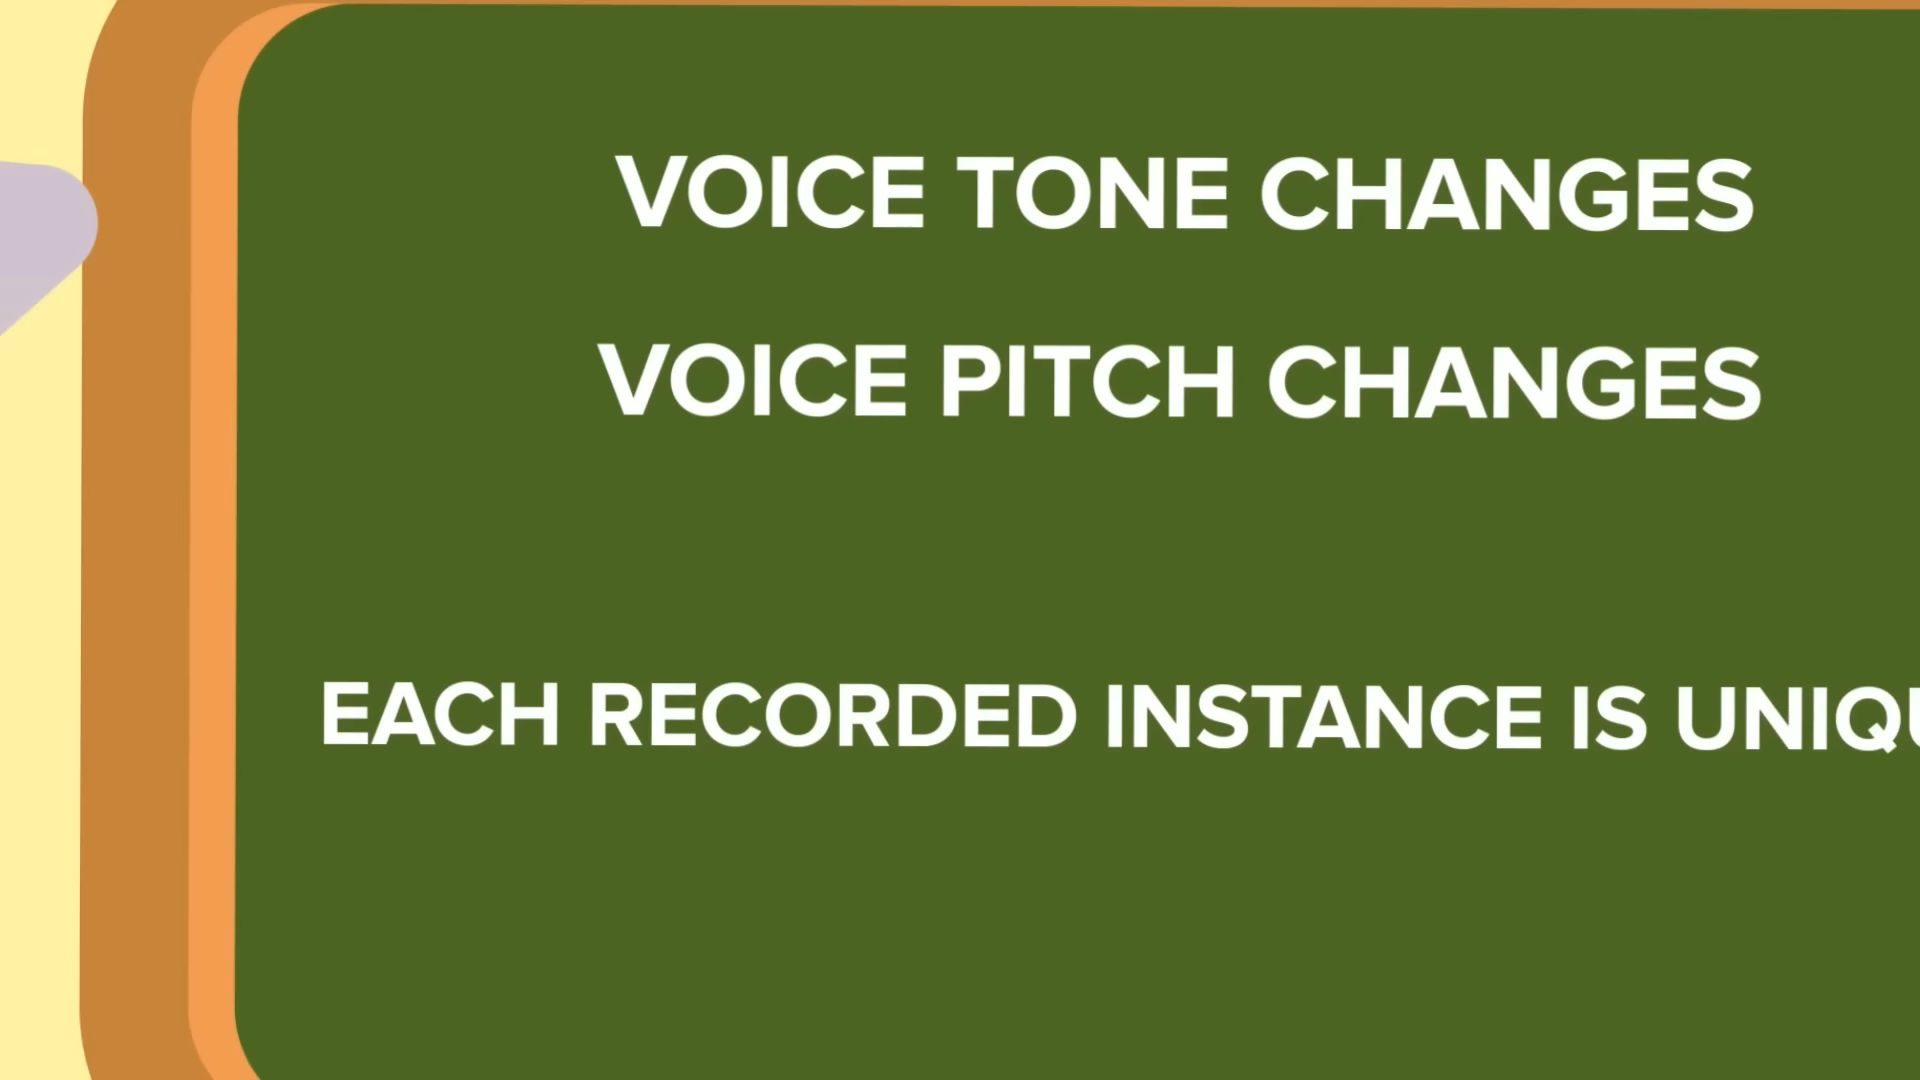 VOICE TONE CHANGES
VOICE PITCH CHANGES
EACH RECORDED INSTANCE IS